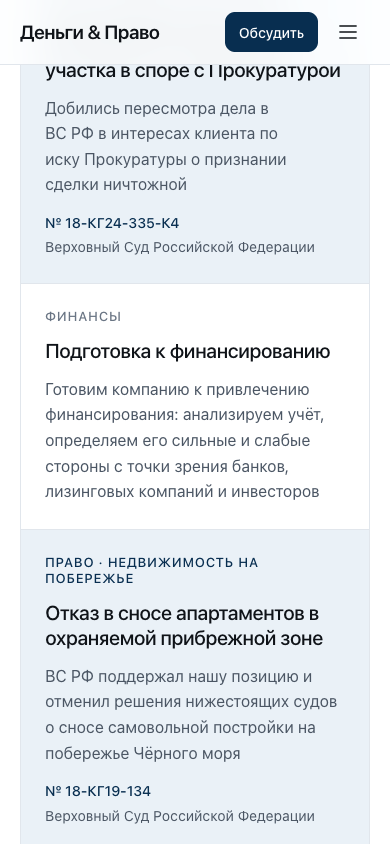 Деньги & Право
Обсудить
участка в споре с Прокуратурой
Добились пересмотра дела в
ВС РФ в интересах клиента по
иску Прокуратуры о признании
сделки ничтожной
№ 18-КГ24-335-К4
Верховный Суд Российской Федерации
ФИНАНСЫ
Подготовка к финансированию
Готовим компанию к привлечению
финансирования: анализируем учёт,
определяем его сильные и слабые
стороны с точки зрения банков,
лизинговых компаний и инвесторов
ПРАВО · НЕДВИЖИМОСТЬ НА
ПОБЕРЕЖЬЕ
Отказ в сносе апартаментов в
охраняемой прибрежной зоне
ВС РФ поддержал нашу позицию и
отменил решения нижестоящих судов
о сносе самовольной постройки на
побережье Чёрного моря
№ 18-КГ19-134
Верховный Суд Российской Федерации